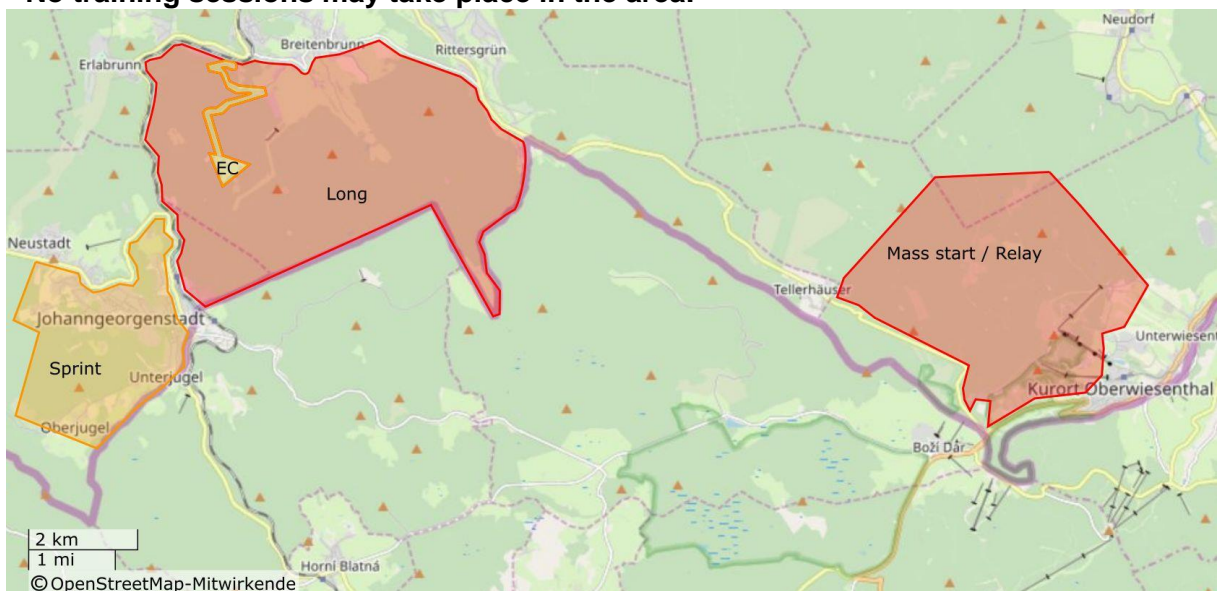 No training sessions may take place in the area.
Neudorf
Breitenbrunn
Rittersgrün
Erlabrunn
EC
Long
Neustadt
Mass start / Relay
Tellerhäuser
Johanngeorgenstadt
Unterwiesent
Sprint
Unterjugel
Kurort Oberwiesenthal
Oberjugel
Boží Dar
2 km
1 mi
Horní Blatná
© OpenStreetMap-Mitwirkende